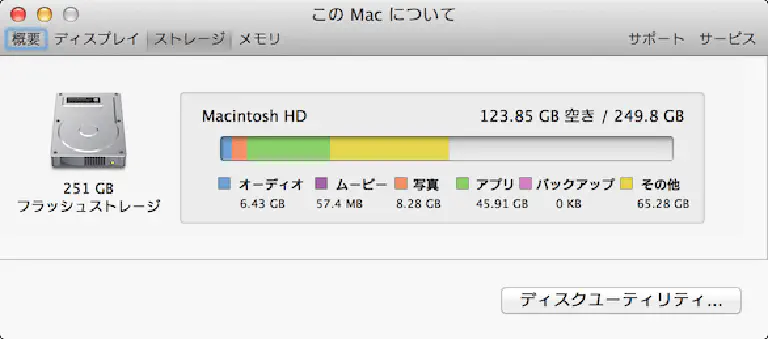 この Mac について
概要 ディスプレイ ストレージ メモリ サポート サービス
Macintosh HD 123.85 GB 空き / 249.8 GB
251 GB
フラッシュストレージ
オーディオ ムービー 写真 アプリ バックアップ その他
6.43 GB 57.4 MB 8.28 GB 45.91 GB 0 KB 65.28 GB
ディスクユーティリティ...